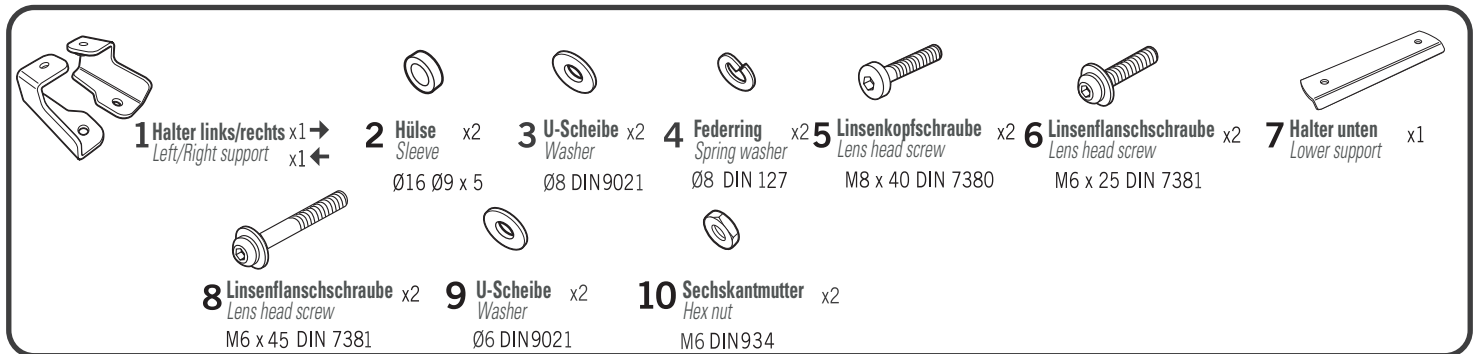 1 Halter links/rechts x1 →
Left/Right support x1 ←
2 Hülse x2
Sleeve
Ø16 Ø9 x 5
3 U-Scheibe x2
Washer
Ø8 DIN9021
4 Federring x2
Spring washer
Ø8 DIN 127
5 Linsenkopfschraube x2
Lens head screw
M8 x 40 DIN 7380
6 Linsenflanschschraube x2
Lens head screw
M6 x 25 DIN 7381
7 Halter unten x1
Lower support
8 Linsenflanschschraube x2
Lens head screw
M6 x 45 DIN 7381
9 U-Scheibe x2
Washer
Ø6 DIN9021
10 Sechskantmutter x2
Hex nut
M6 DIN934